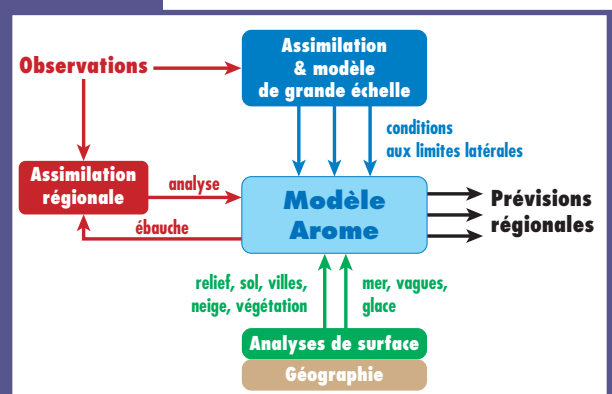 Assimilation
& modèle
de grande échelle
Observations
conditions
aux limites latérales
Assimilation
régionale
analyse
ébauche
Modèle
Arome
Prévisions
régionales
relief, sol, villes,
neige, végétation
mer, vagues,
glace
Analyses de surface
Géographie